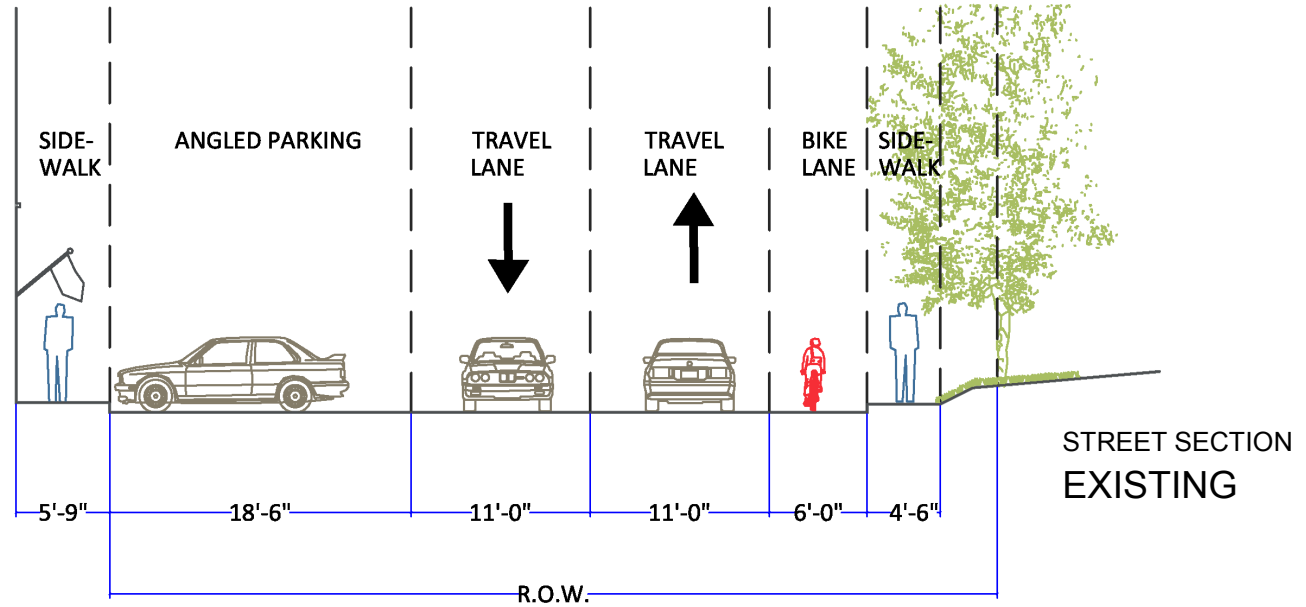 SIDE-
WALK
ANGLED PARKING
TRAVEL
LANE
TRAVEL
LANE
BIKE
LANE
SIDE-
WALK
STREET SECTION
EXISTING
5'-9"
18'-6"
11'-0"
11'-0"
6'-0"
4'-6"
R.O.W.